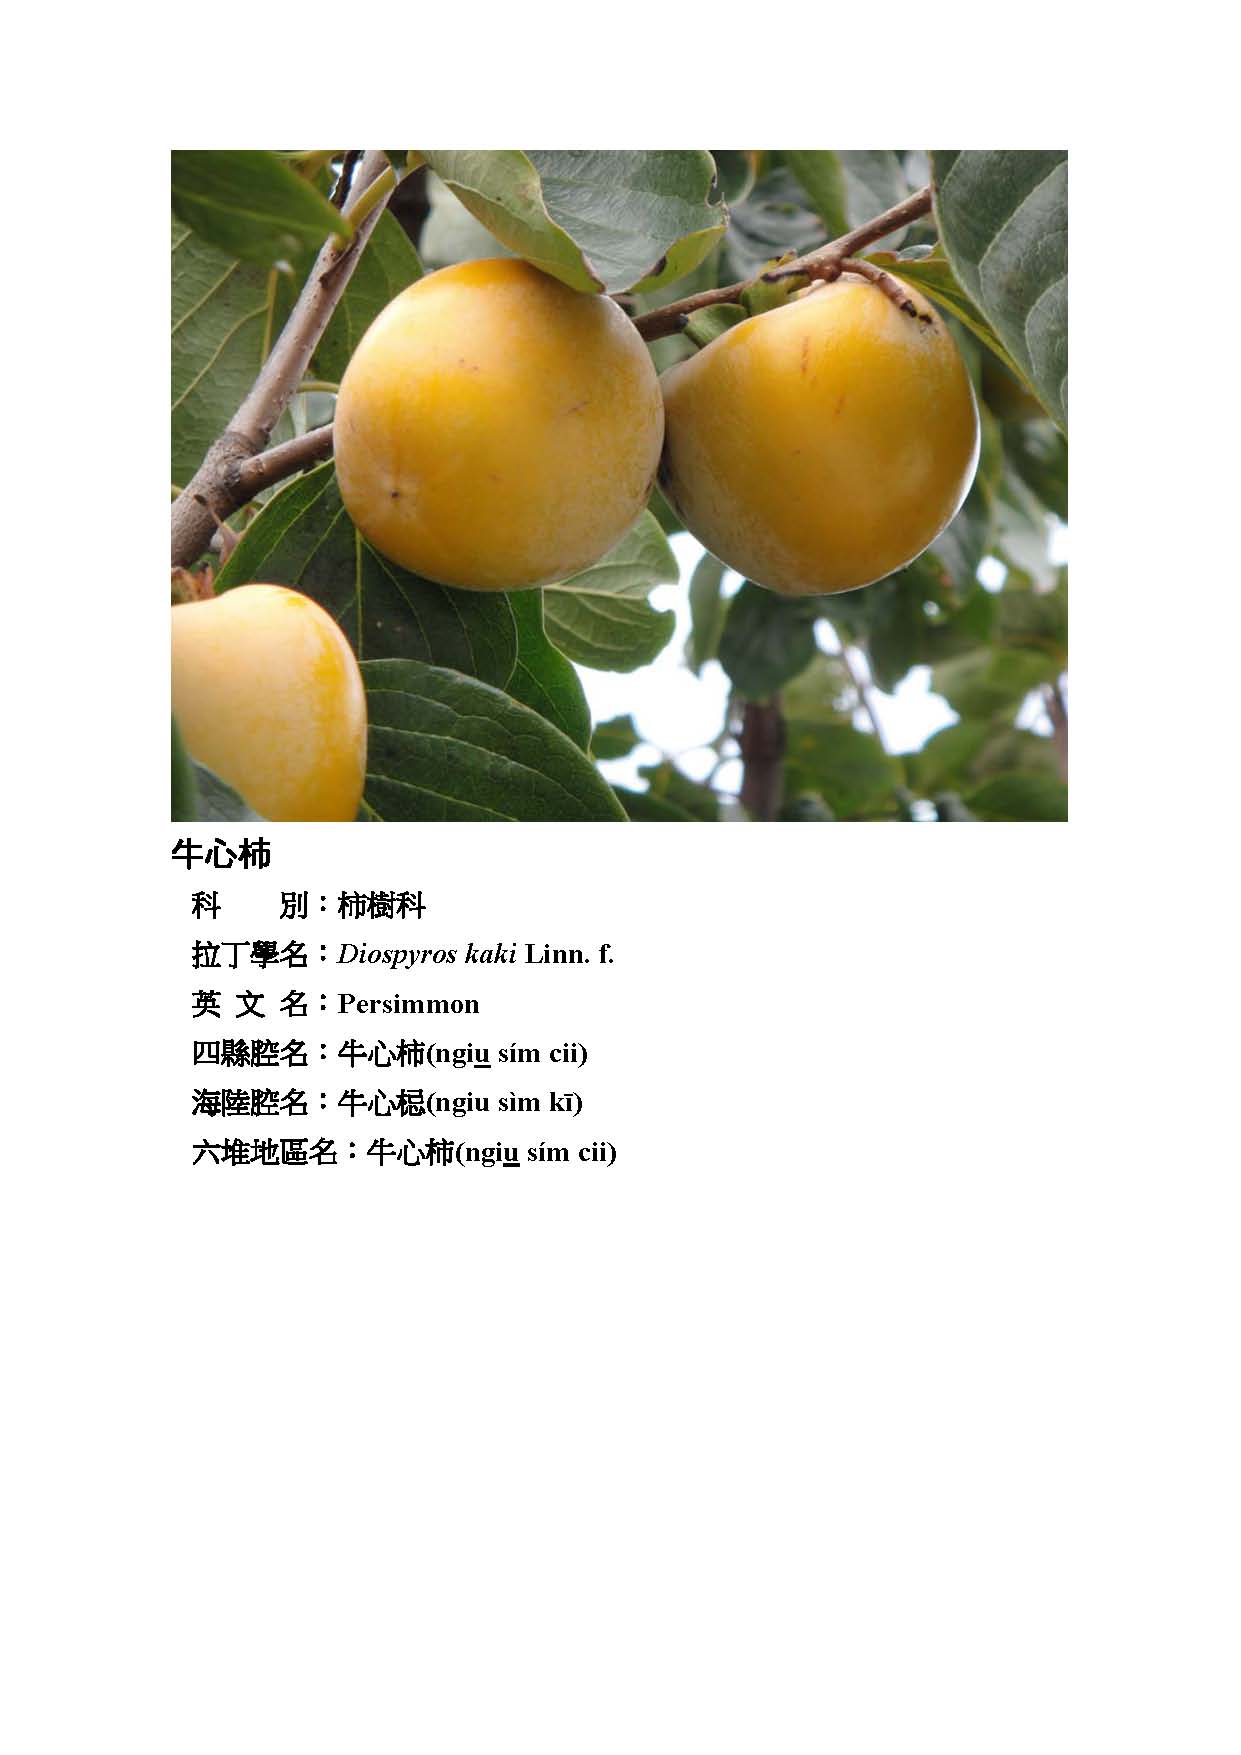 牛心柿
科　　別：柿樹科
拉丁學名：Diospyros kaki Linn. f.
英 文 名：Persimmon
四縣腔名：牛心柿(ngiu sím cii)
海陸腔名：牛心梞(ngiu sìm kī)
六堆地區名：牛心柿(ngiu sím cii)